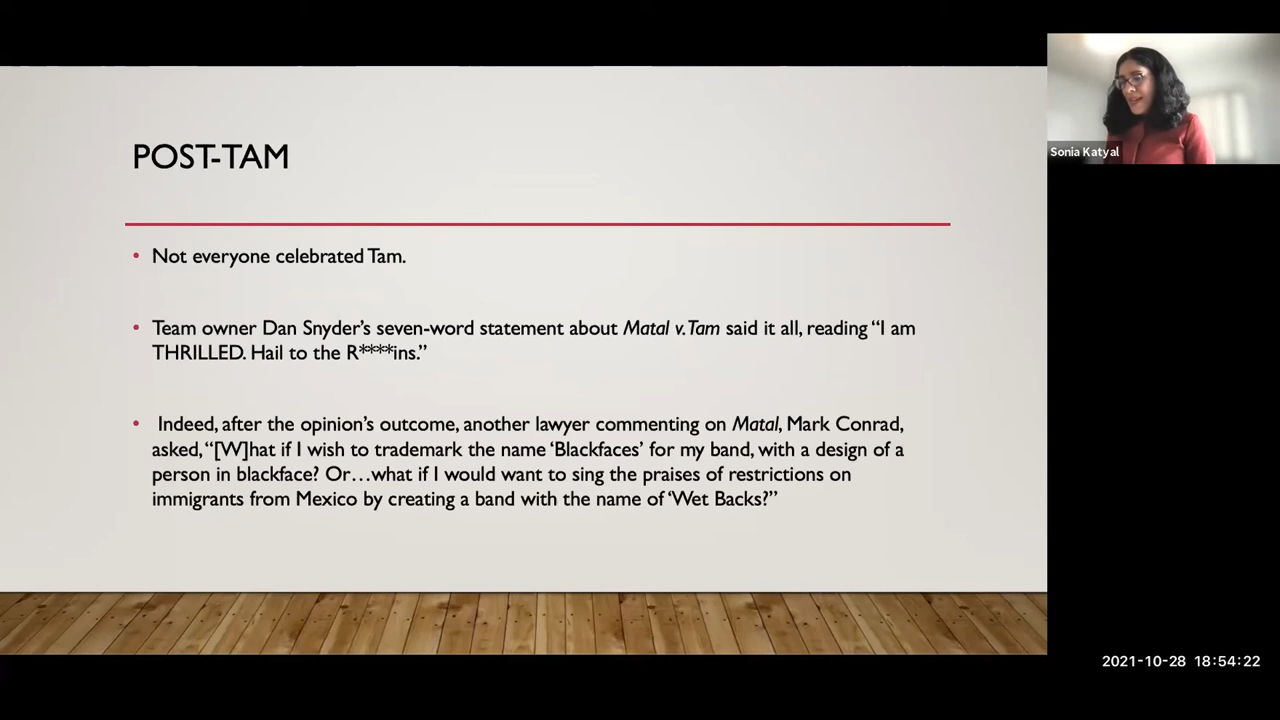 POST-TAM
Not everyone celebrated Tam.
Team owner Dan Snyder’s seven-word statement about Matal v. Tam said it all, reading “I am
THRILLED. Hail to the R****ins.”
Indeed, after the opinion’s outcome, another lawyer commenting on Matal, Mark Conrad,
asked, “[W]hat if I wish to trademark the name ‘Blackfaces’ for my band, with a design of a
person in blackface? Or…what if I would want to sing the praises of restrictions on
immigrants from Mexico by creating a band with the name of ‘Wet Backs?”
Sonia Katyal
2021-10-28 18:54:22